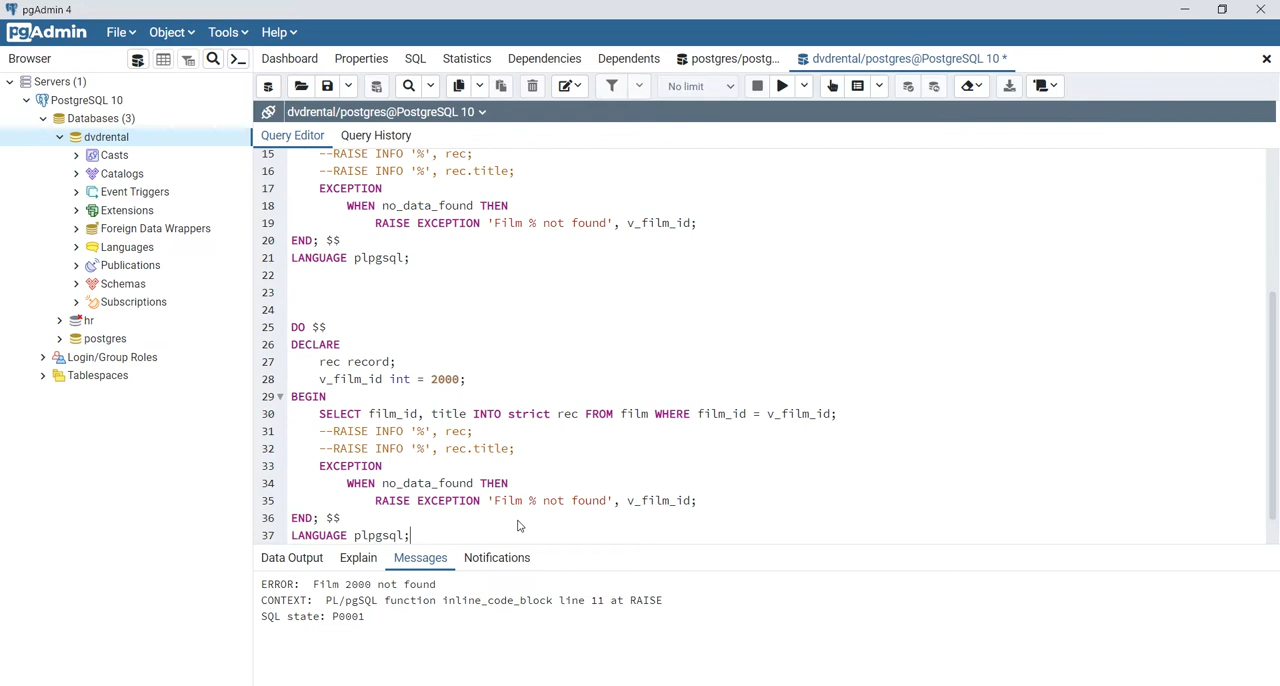 pgAdmin 4
pgAdmin File Object Tools Help
Browser
Dashboard Properties SQL Statistics Dependencies Dependents postgres/postg... dvdrental/postgres@PostgreSQL 10 *
Servers (1)
PostgreSQL 10
Databases (3)
dvdrental
Casts
Catalogs
Event Triggers
Extensions
Foreign Data Wrappers
Languages
Publications
Schemas
Subscriptions
hr
postgres
Login/Group Roles
Tablespaces
No limit
dvdrental/postgres@PostgreSQL 10
Query Editor Query History
15 --RAISE INFO '%', rec;
16 --RAISE INFO '%', rec.title;
17 EXCEPTION
18 WHEN no_data_found THEN
19 RAISE EXCEPTION 'Film % not found', v_film_id;
20 END; $$
21 LANGUAGE plpgsql;
22
23
24
25 DO $$
26 DECLARE
27 rec record;
28 v_film_id int = 2000;
29 BEGIN
30 SELECT film_id, title INTO strict rec FROM film WHERE film_id = v_film_id;
31 --RAISE INFO '%', rec;
32 --RAISE INFO '%', rec.title;
33 EXCEPTION
34 WHEN no_data_found THEN
35 RAISE EXCEPTION 'Film % not found', v_film_id;
36 END; $$
37 LANGUAGE plpgsql;
Data Output Explain Messages Notifications
ERROR: Film 2000 not found
CONTEXT: PL/pgSQL function inline_code_block line 11 at RAISE
SQL state: P0001